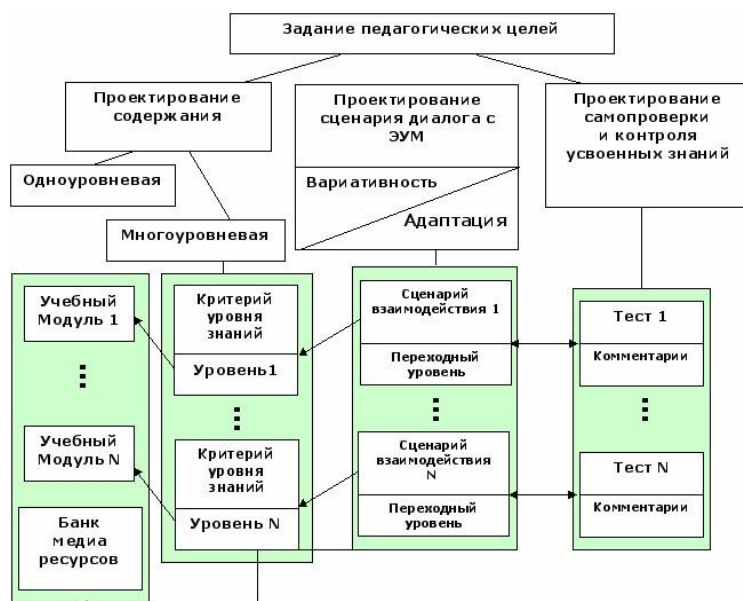 Задание педагогических целей
Проектирование
содержания
Проектирование
сценария диалога с
ЭУМ
Проектирование
самопроверки
и контроля
усвоенных знаний
Одноуровневая
Вариативность
Адаптация
Многоуровневая
Учебный
Модуль 1
Критерий
уровня
знаний
Уровень1
Сценарий
взаимодействия 1
Переходный
уровень
Тест 1
Комментарии
Учебный
Модуль N
Критерий
уровня
знаний
Уровень N
Сценарий
взаимодействия
N
Переходный
уровень
Тест N
Комментарии
Банк
медиа
ресурсов